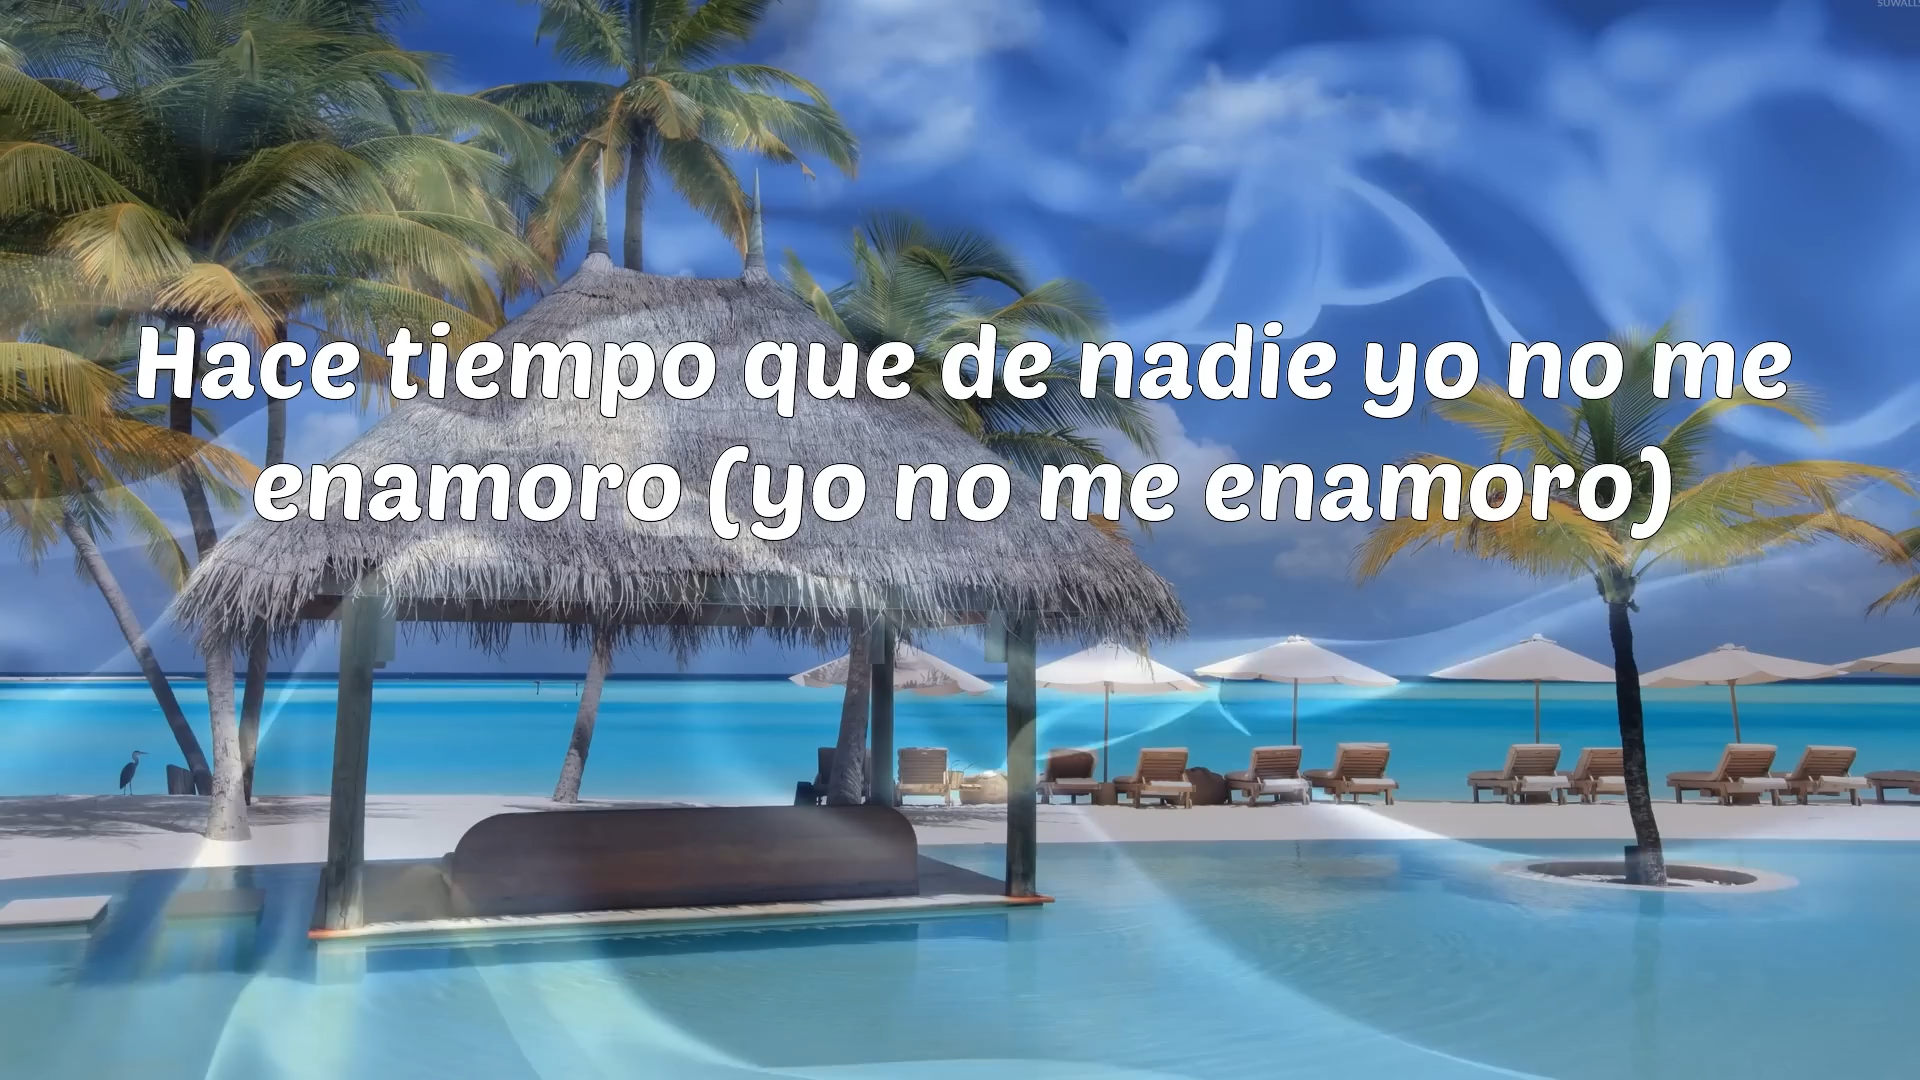 Hace tiempo que de nadie yo no me
enamoro (yo no me enamoro)